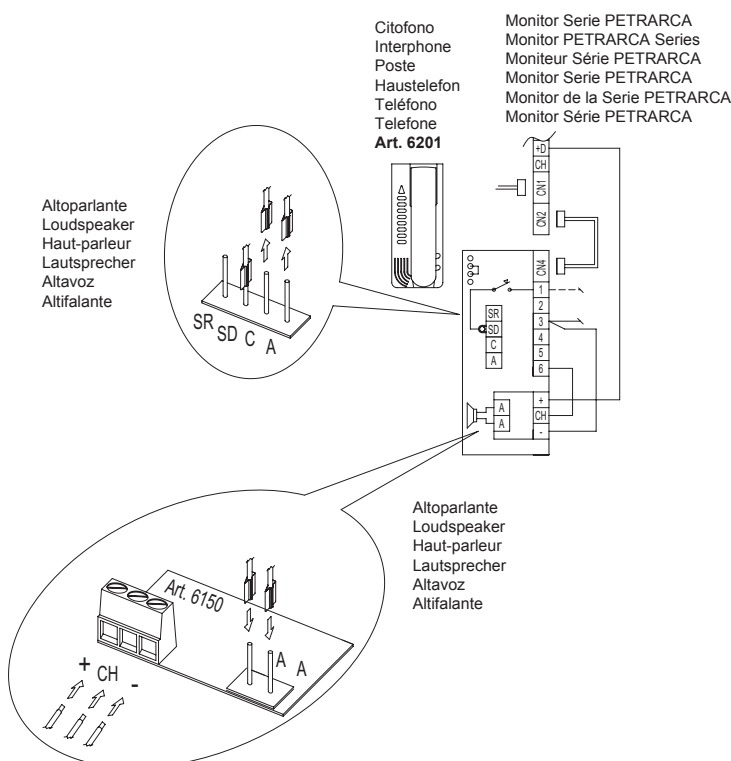 Citofono
Interphone
Poste
Haustelefon
Teléfono
Telefone
Art. 6201
Monitor Serie PETRARCA
Monitor PETRARCA Series
Moniteur Série PETRARCA
Monitor Serie PETRARCA
Monitor de la Serie PETRARCA
Monitor Série PETRARCA
+D
CH
CN1
CN2
CN4
1
2
3
4
5
6
+
CH
-
SR
SD
C
A
A
A
Altoparlante
Loudspeaker
Haut-parleur
Lautsprecher
Altavoz
Altifalante
SR SD C A
Altoparlante
Loudspeaker
Haut-parleur
Lautsprecher
Altavoz
Altifalante
Art. 6150
A A
+ CH -